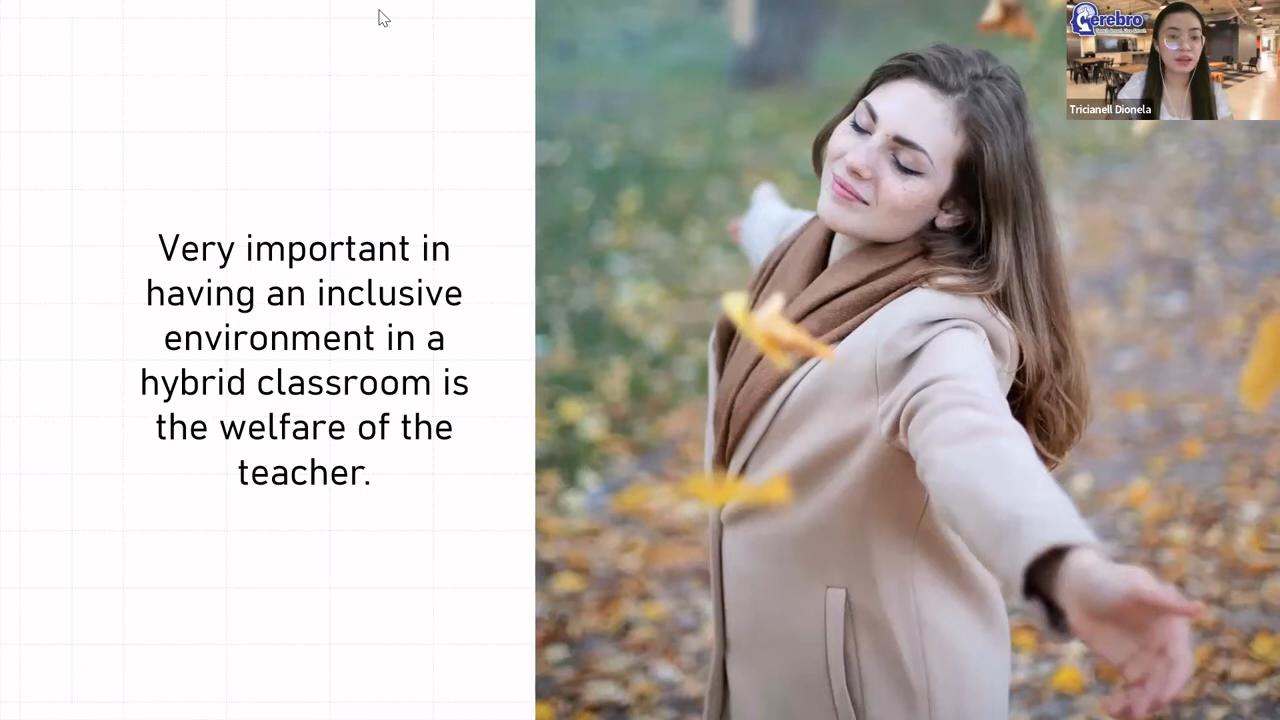 Very important in
having an inclusive
environment in a
hybrid classroom is
the welfare of the
teacher.
Cerebro
Tricianell Dionela